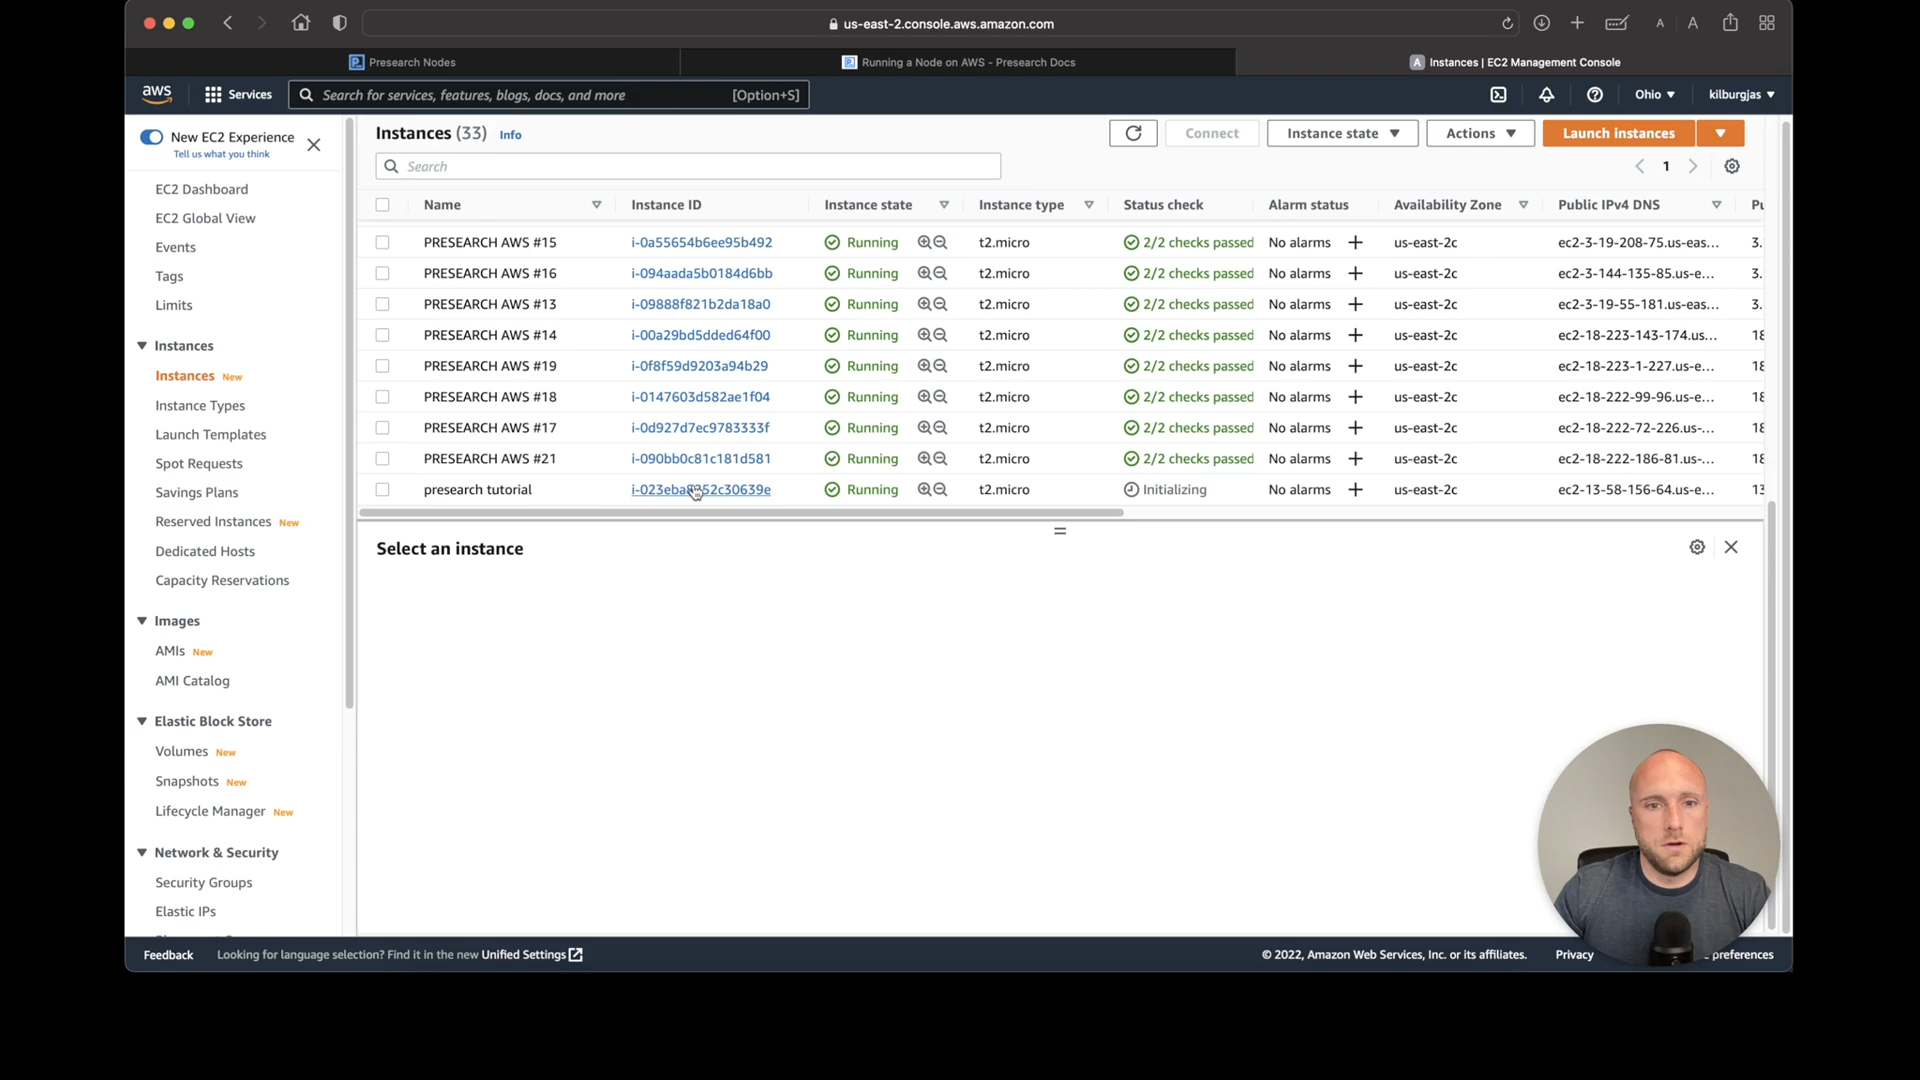 us-east-2.console.aws.amazon.com
A
A
Presearch Nodes
Running a Node on AWS - Presearch Docs
A Instances | EC2 Management Console
aws
Services
Search for services, features, blogs, docs, and more [Option+S]
Ohio
kilburgjas
New EC2 Experience
Tell us what you think
EC2 Dashboard
EC2 Global View
Events
Tags
Limits
Instances
Instances New
Instance Types
Launch Templates
Spot Requests
Savings Plans
Reserved Instances New
Dedicated Hosts
Capacity Reservations
Images
AMIs New
AMI Catalog
Elastic Block Store
Volumes New
Snapshots New
Lifecycle Manager New
Network & Security
Security Groups
Elastic IPs
Instances (33) Info
Connect
Instance state
Actions
Launch instances
Search
1
Name Instance ID Instance state Instance type Status check Alarm status Availability Zone Public IPv4 DNS
PRESEARCH AWS #15 i-0a55654b6ee95b492 Running t2.micro 2/2 checks passed No alarms + us-east-2c ec2-3-19-208-75.us-eas... 3.
PRESEARCH AWS #16 i-094aada5b0184d6bb Running t2.micro 2/2 checks passed No alarms + us-east-2c ec2-3-144-135-85.us-e... 3.
PRESEARCH AWS #13 i-09888f821b2da18a0 Running t2.micro 2/2 checks passed No alarms + us-east-2c ec2-3-19-55-181.us-eas... 3.
PRESEARCH AWS #14 i-00a29bd5dded64f00 Running t2.micro 2/2 checks passed No alarms + us-east-2c ec2-18-223-143-174.us... 18
PRESEARCH AWS #19 i-0f8f59d9203a94b29 Running t2.micro 2/2 checks passed No alarms + us-east-2c ec2-18-223-1-227.us-e... 18
PRESEARCH AWS #18 i-0147603d582ae1f04 Running t2.micro 2/2 checks passed No alarms + us-east-2c ec2-18-222-99-96.us-e... 18
PRESEARCH AWS #17 i-0d927d7ec9783333f Running t2.micro 2/2 checks passed No alarms + us-east-2c ec2-18-222-72-226.us-... 18
PRESEARCH AWS #21 i-090bb0c81c181d581 Running t2.micro 2/2 checks passed No alarms + us-east-2c ec2-18-222-186-81.us-... 18
presearch tutorial Running t2.micro Initializing No alarms + us-east-2c ec2-13-58-156-64.us-e... 13
Select an instance
Feedback
Looking for language selection? Find it in the new Unified Settings
© 2022, Amazon Web Services, Inc. or its affiliates.
Privacy
preferences